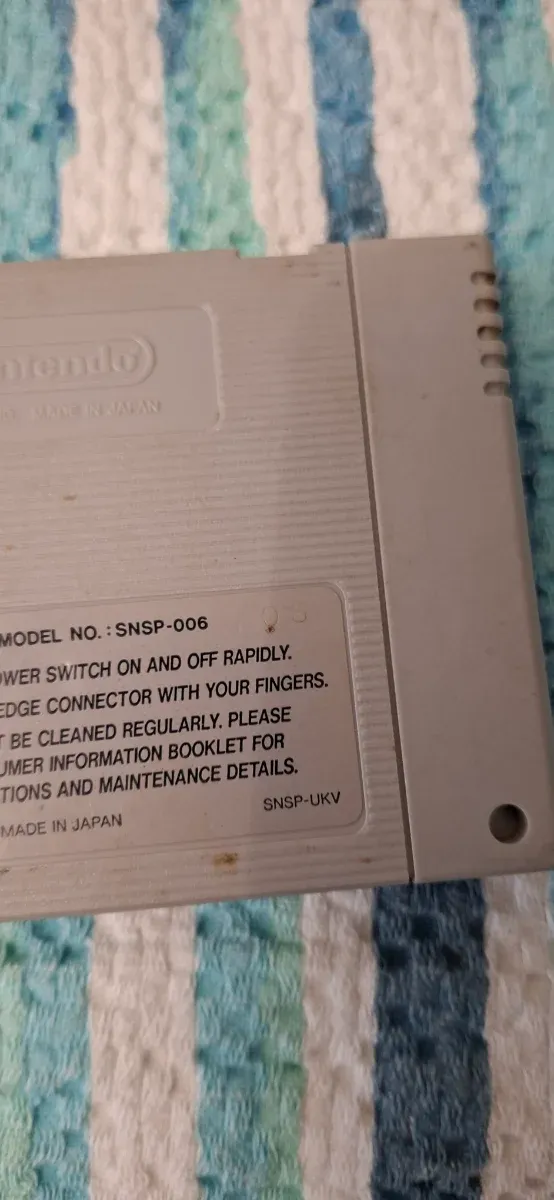 ntendo
MADE IN JAPAN
MODEL NO. : SNSP-006
OWER SWITCH ON AND OFF RAPIDLY.
EDGE CONNECTOR WITH YOUR FINGERS.
T BE CLEANED REGULARLY. PLEASE
UMER INFORMATION BOOKLET FOR
TIONS AND MAINTENANCE DETAILS.
MADE IN JAPAN
SNSP-UKV